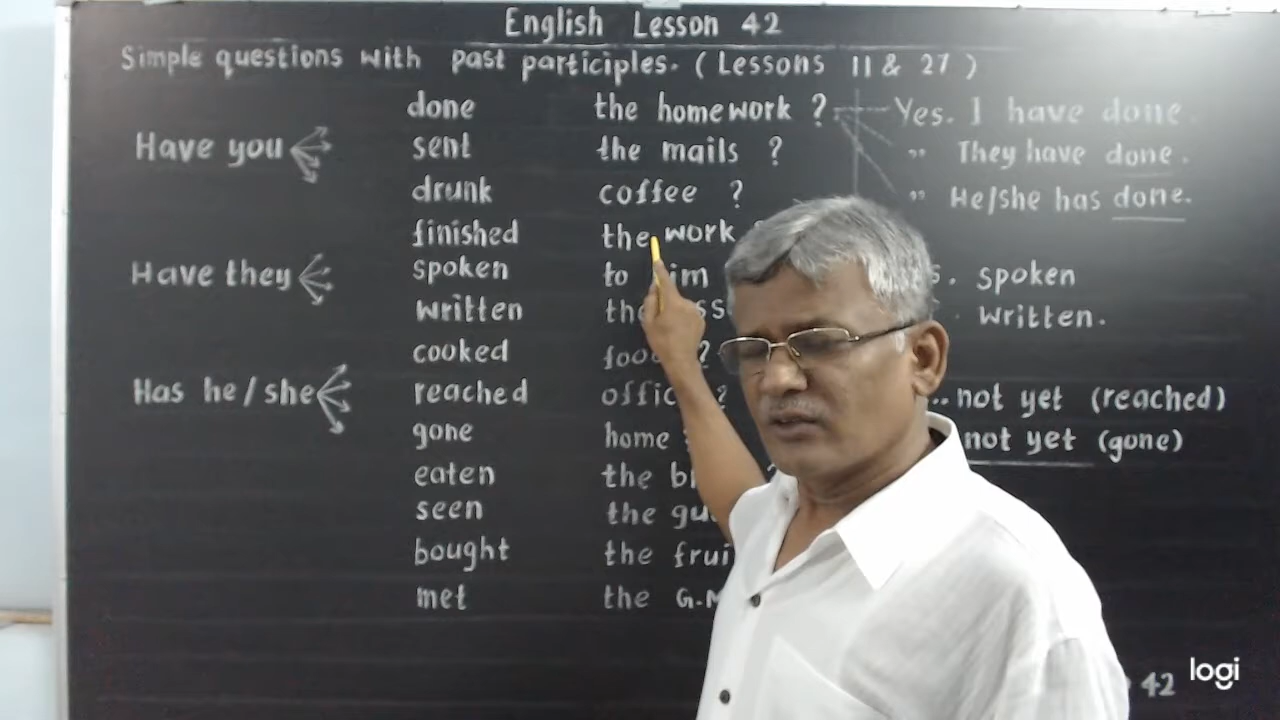 English Lesson 42
Simple questions with past participles. (Lessons 11 & 27)
done the homework ? Yes. I have done.
Have you sent the mails ? " They have done.
drunk coffee ? " He/she has done.
finished the work
Have they spoken to him spoken
written written.
cooked food ?
Has he/she reached office ? not yet (reached)
gone home not yet (gone)
eaten the
seen the
bought the
met the
42
logi